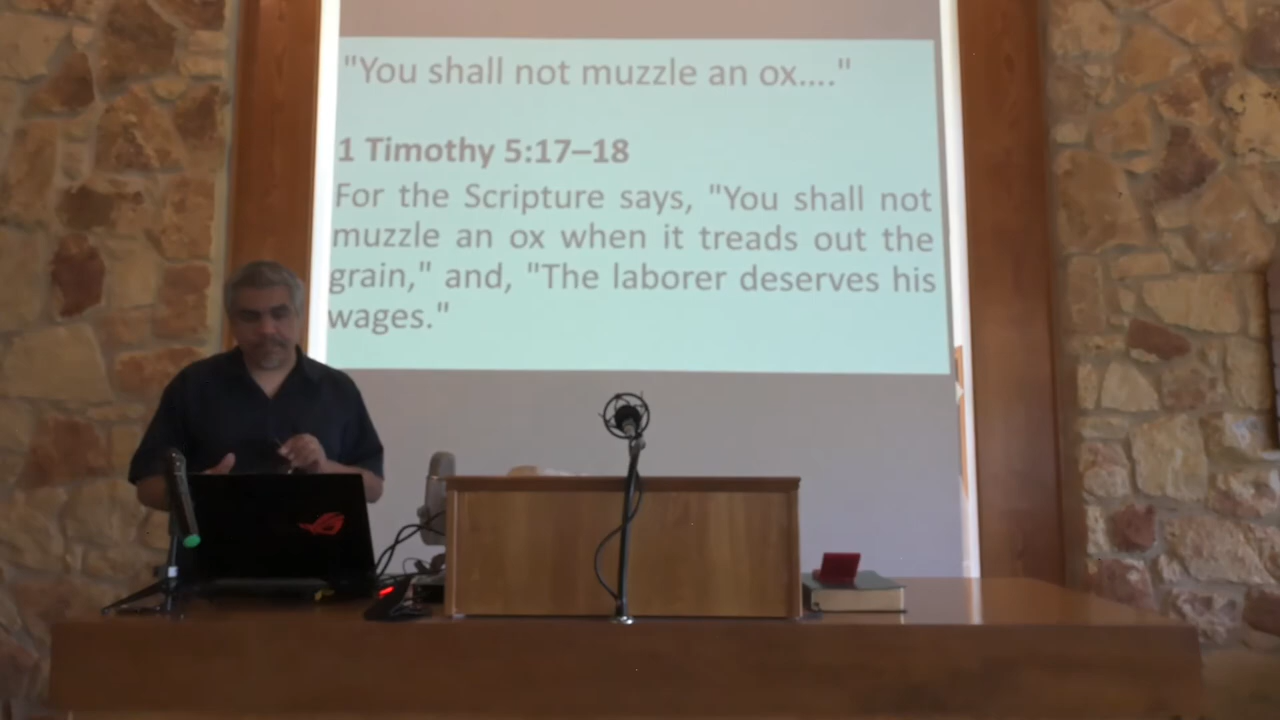 "You shall not muzzle an ox...."
1 Timothy 5:17–18
For the Scripture says, "You shall not
muzzle an ox when it treads out the
grain," and, "The laborer deserves his
wages."